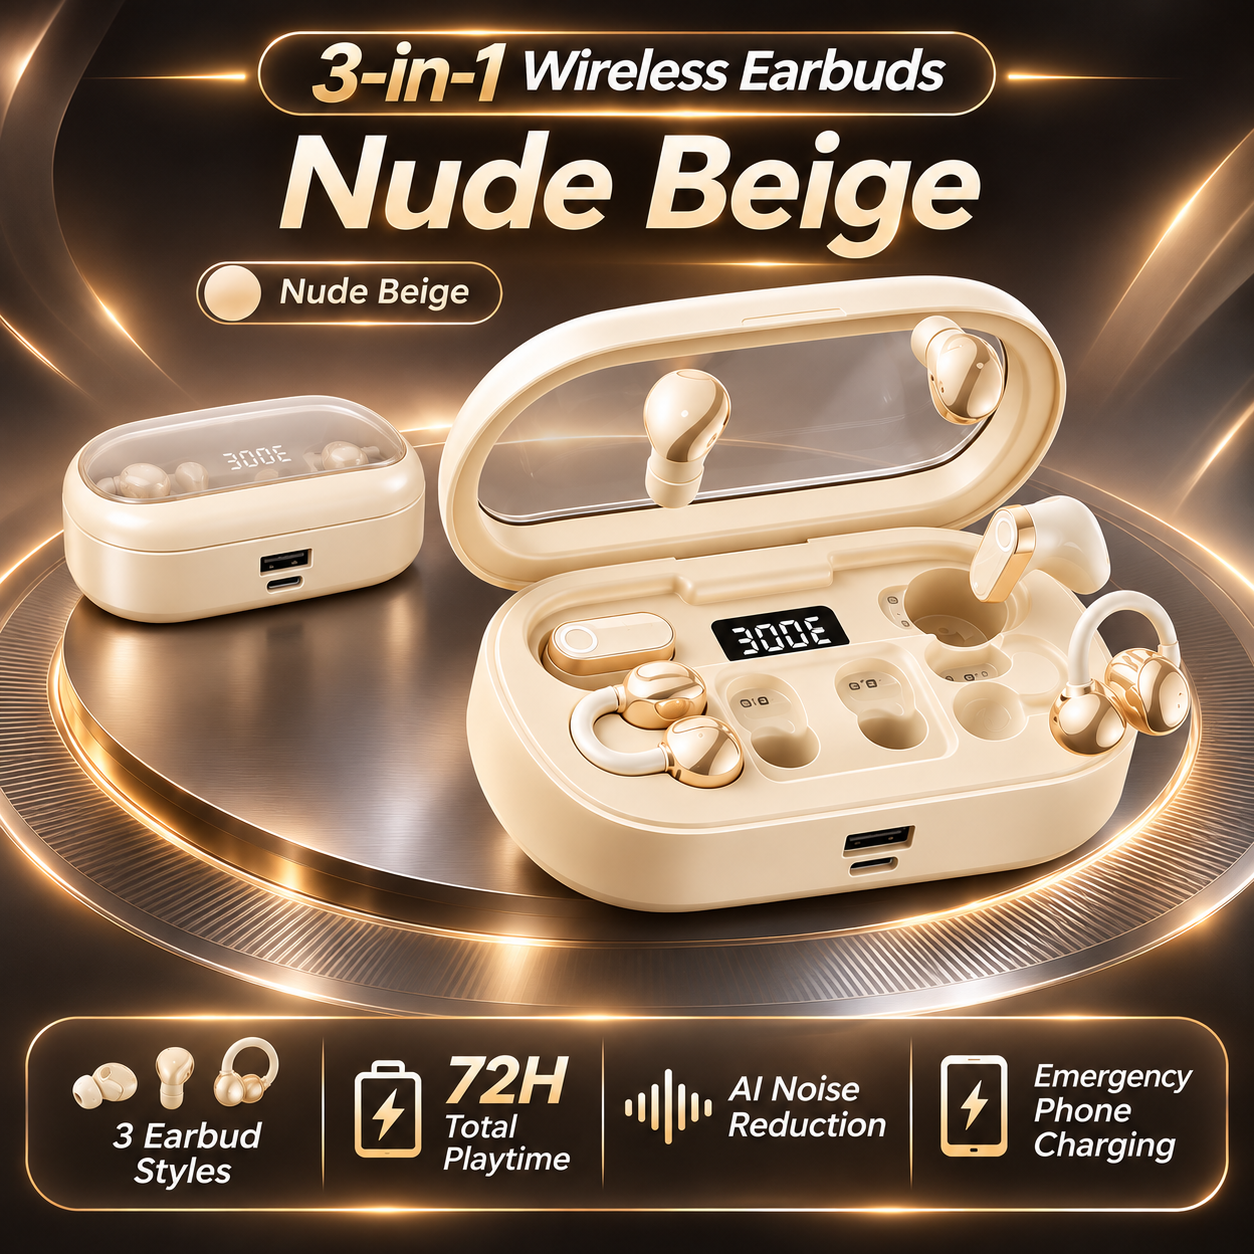 3-in-1 Wireless Earbuds
Nude Beige
Nude Beige
300E
300E
3 Earbud
Styles
72H
Total
Playtime
AI Noise
Reduction
Emergency
Phone
Charging